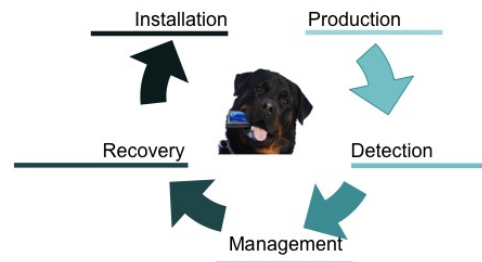 Installation
Production
Recovery
Detection
Management